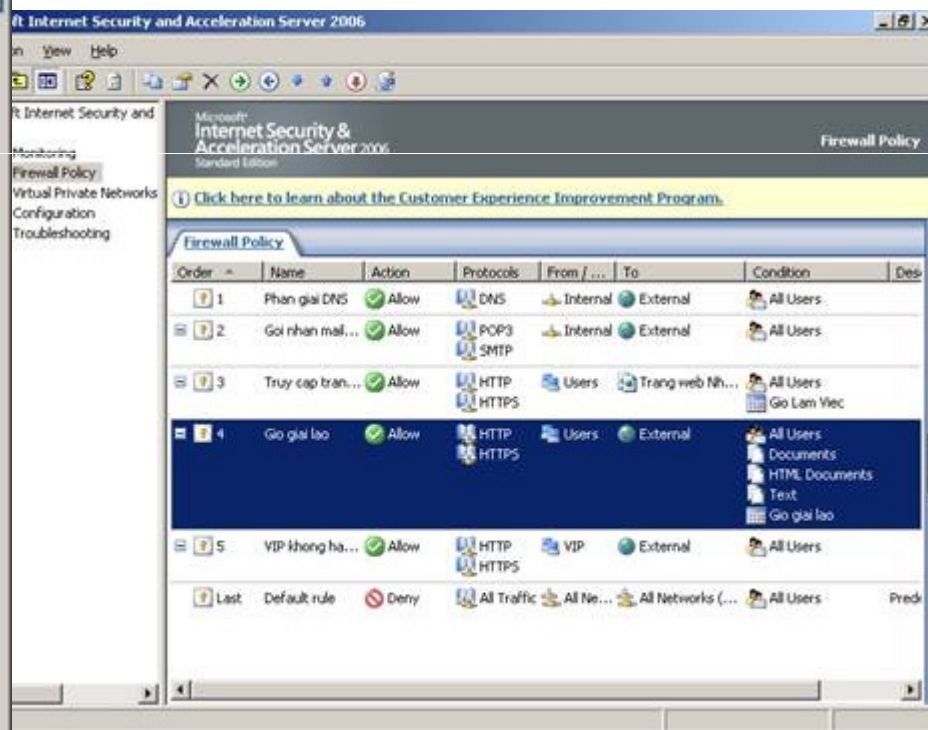 ft Internet Security and Acceleration Server 2006
on View Help
ft Internet Security and
Monitoring
Firewall Policy
Virtual Private Networks
Configuration
Troubleshooting
Microsoft
Internet Security &
Acceleration Server 2006
Standard Edition
Firewall Policy
Click here to learn about the Customer Experience Improvement Program.
Firewall Policy
Order Name Action Protocols From / ... To Condition Des
1 Phan giai DNS Allow DNS Internal External All Users
2 Goi nhan mail... Allow POP3 Internal External All Users
SMTP
3 Truy cap tran... Allow HTTP Users Trang web Nh... All Users
HTTPS Gio Lam Viec
4 Gio giai lao Allow HTTP Users External All Users
HTTPS Documents
HTML Documents
Text
Gio giai lao
5 VIP khong ha... Allow HTTP VIP External All Users
HTTPS
Last Default rule Deny All Traffic All Ne... All Networks (... All Users Prede